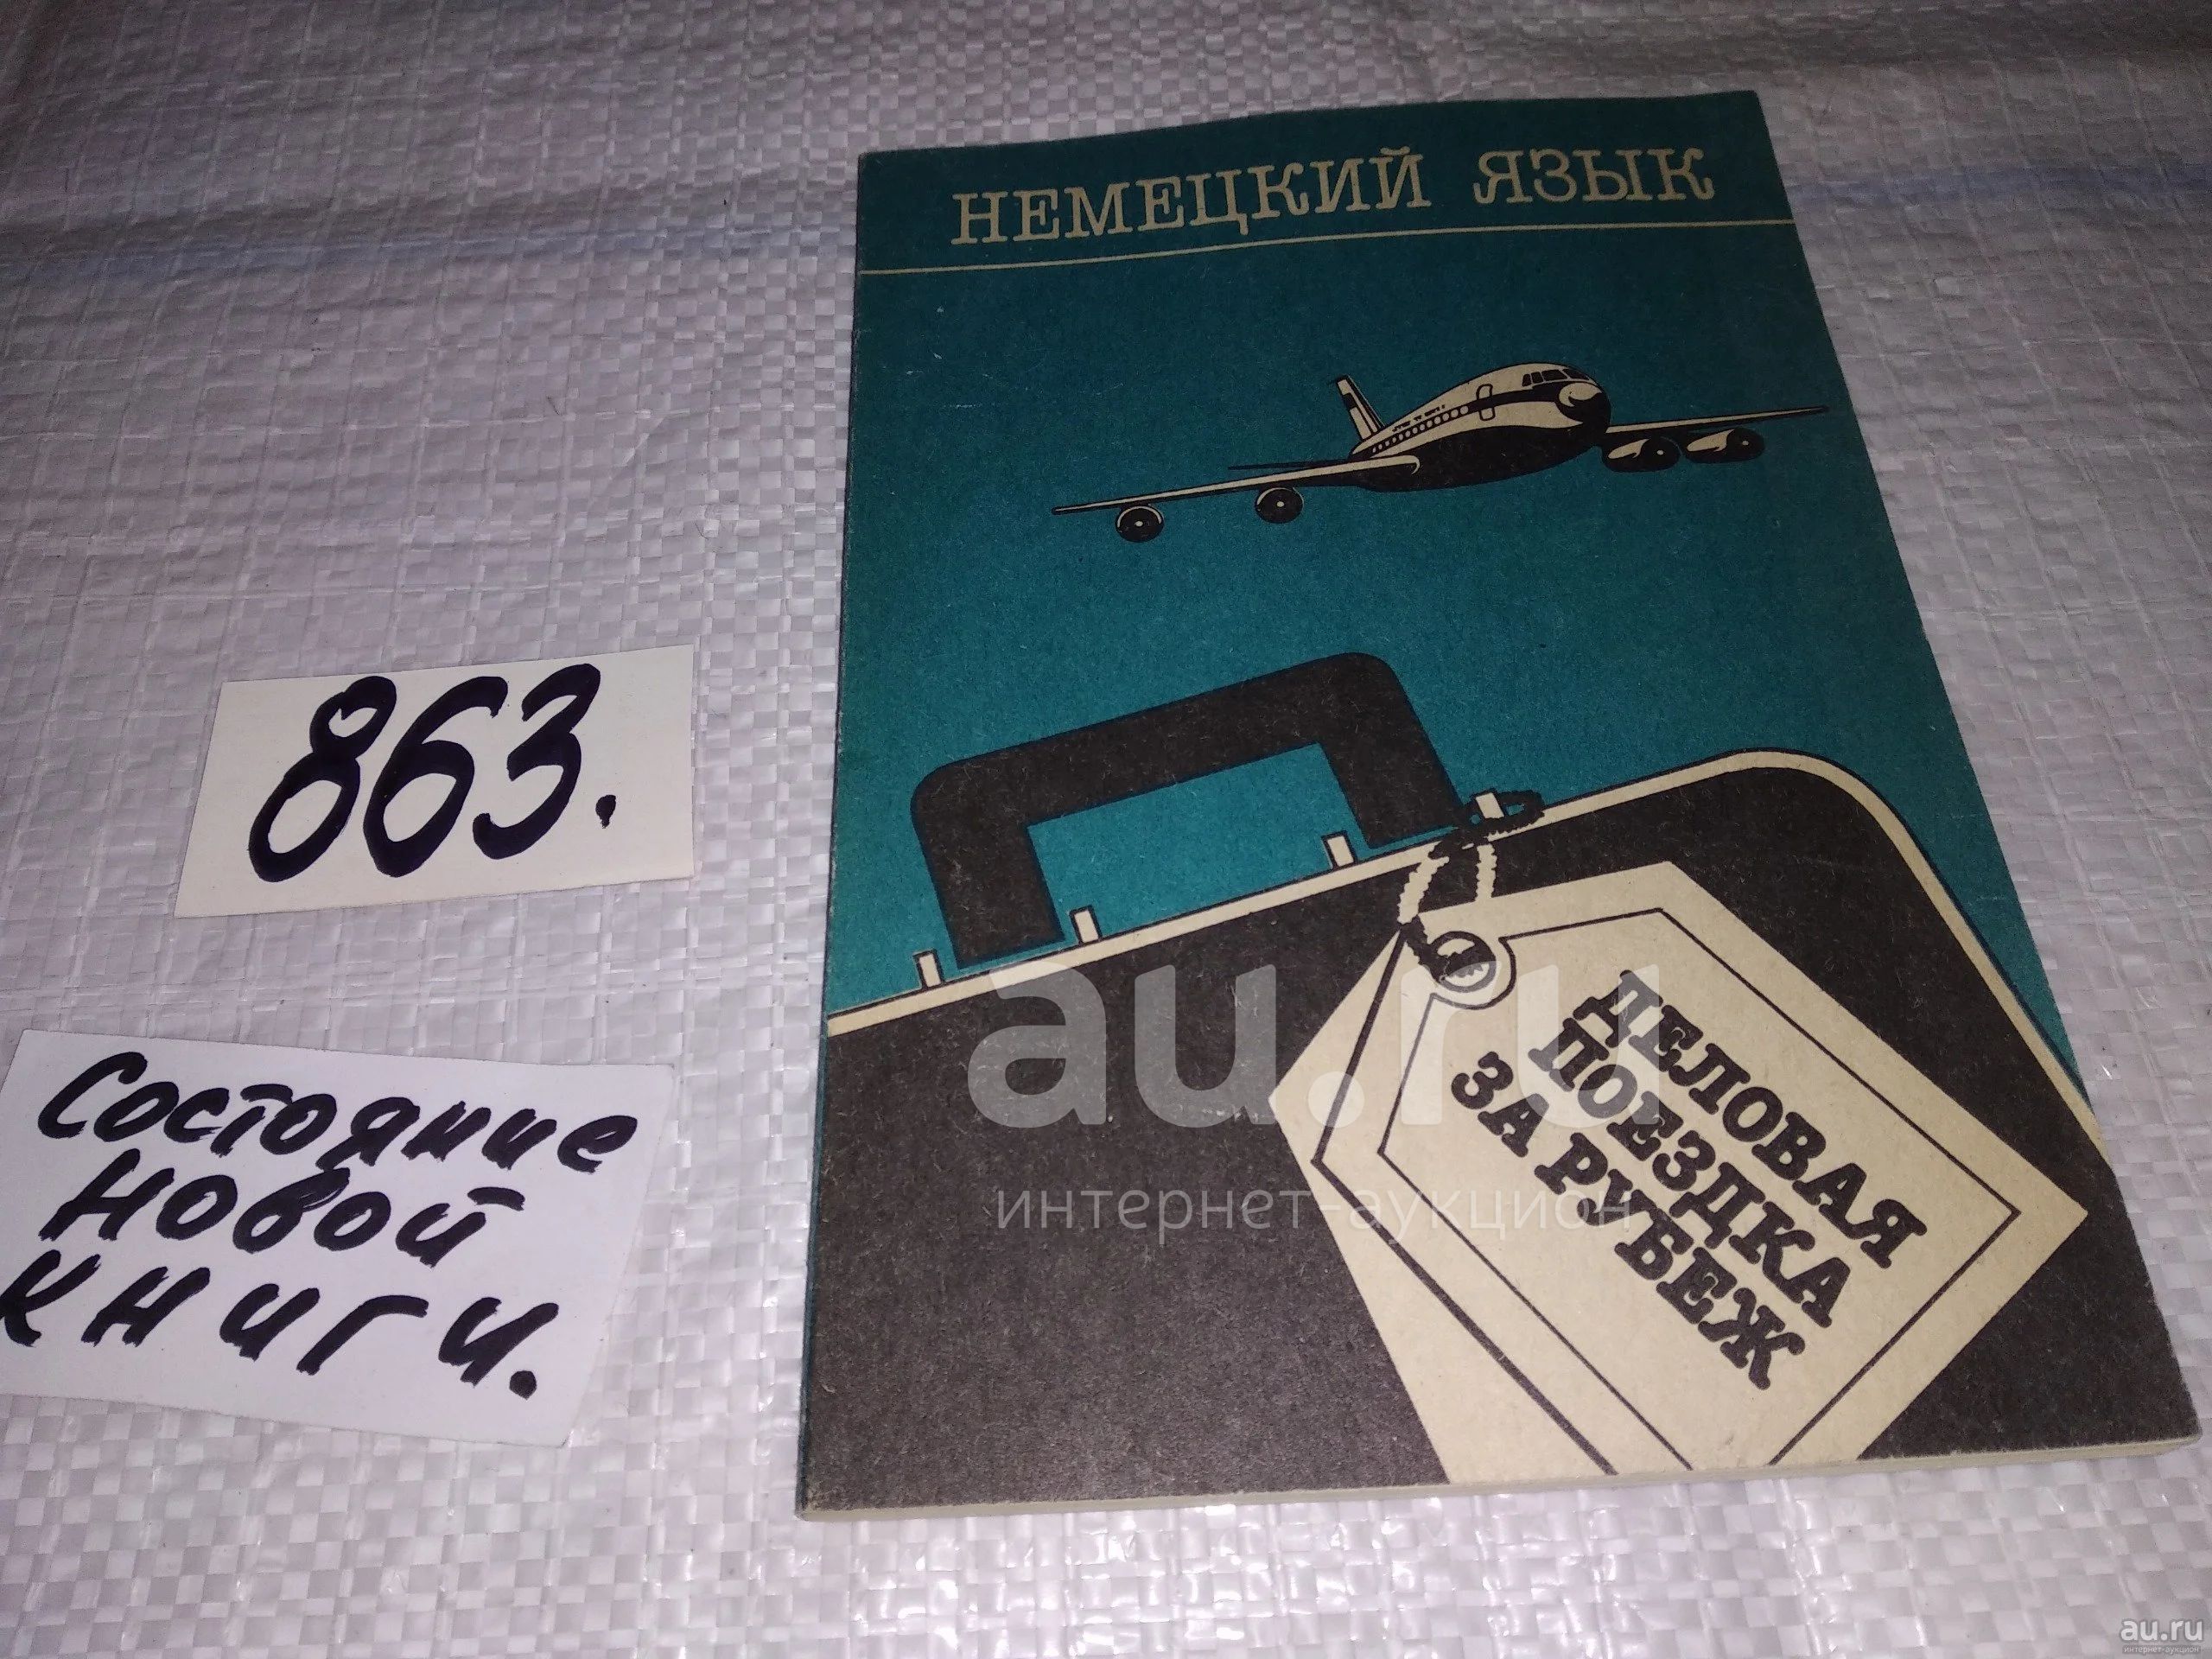 НЕМЕЦКИЙ ЯЗЫК
863.
Состояние
новой
книги.
ДЕЛОВАЯ
ПОЕЗДКА
ЗА РУБЕЖ
au.ru
интернет-аукцион
au.ru
интернет-аукцион